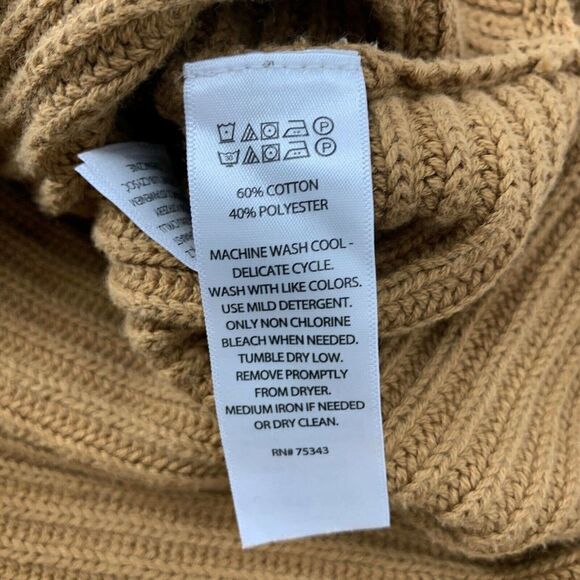 P
30 P
60% COTTON
40% POLYESTER
MACHINE WASH COOL -
DELICATE CYCLE.
WASH WITH LIKE COLORS.
USE MILD DETERGENT.
ONLY NON CHLORINE
BLEACH WHEN NEEDED.
TUMBLE DRY LOW.
REMOVE PROMPTLY
FROM DRYER.
MEDIUM IRON IF NEEDED
OR DRY CLEAN.
RN# 75343